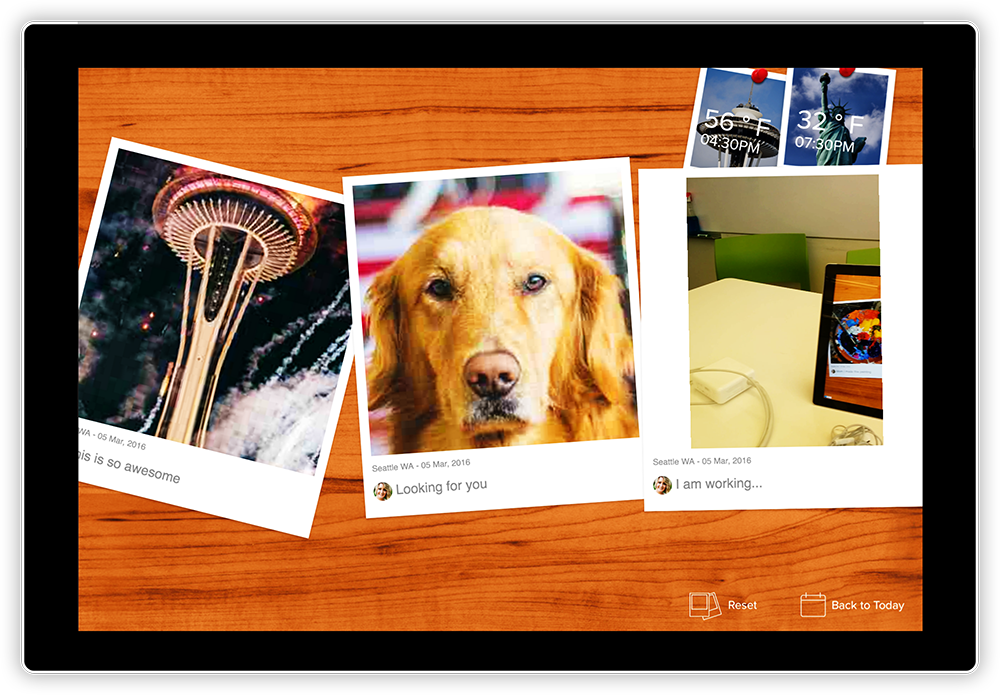 56 ° F
04:30PM
32 ° F
07:30PM
WA - 05 Mar, 2016
his is so awesome
Seattle WA - 05 Mar, 2016
Looking for you
Seattle WA - 05 Mar, 2016
I am working...
Reset
Back to Today